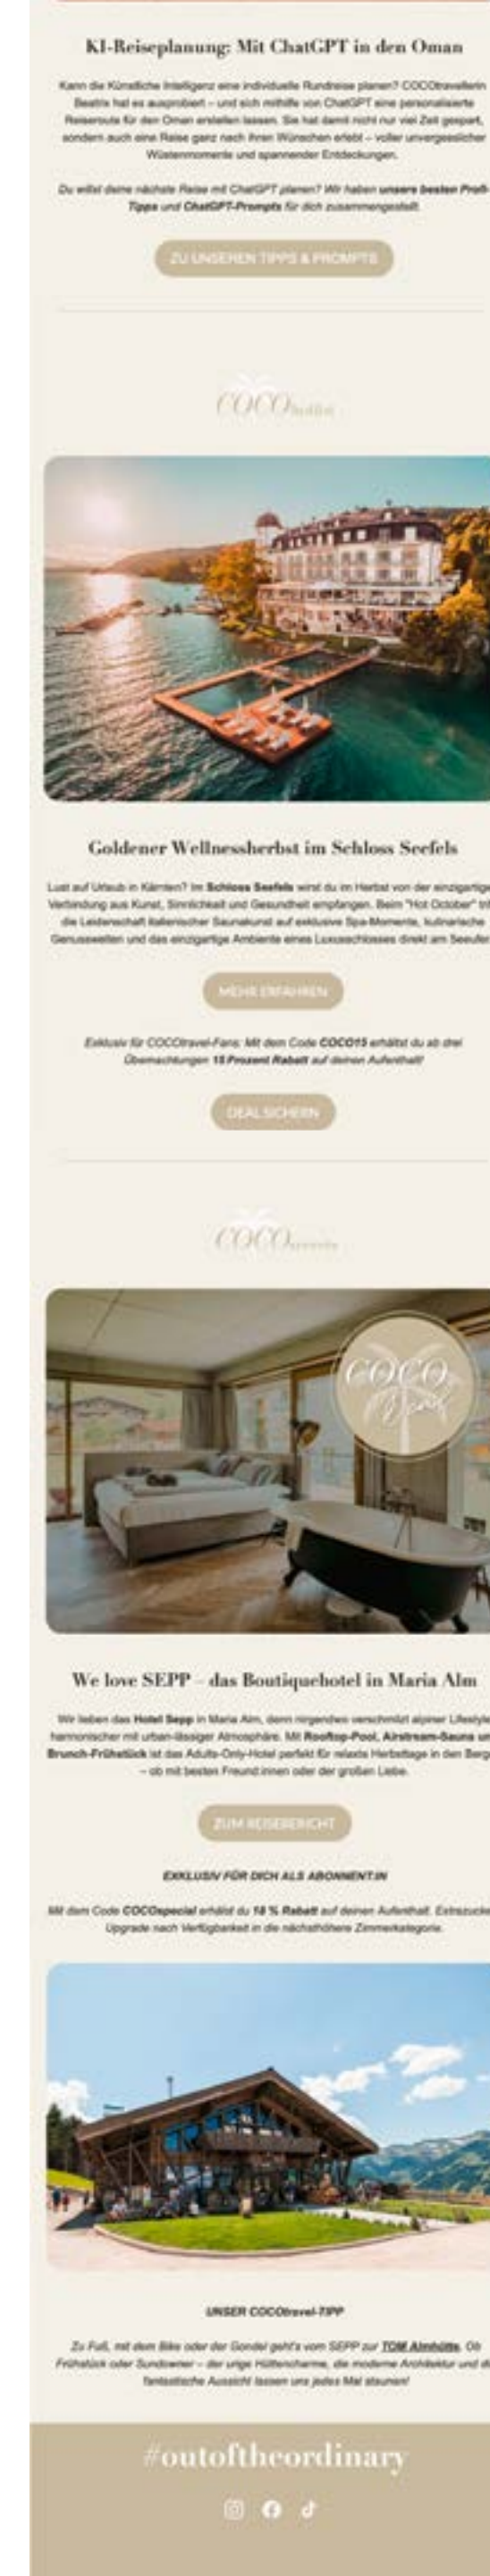 KI-Reiseplanung: Mit ChatGPT in den Oman
Kann die Künstliche Intelligenz eine individuelle Rundreise planen? COCOtravellerin
Beatrix hat es ausprobiert – und sich mithilfe von ChatGPT eine personalisierte
Reiseroute für den Oman erstellen lassen. Sie hat damit nicht nur viel Zeit gespart,
sondern auch eine Reise ganz nach ihren Wünschen erlebt – voller unvergesslicher
Wüstenmomente und spannender Entdeckungen.
Du willst deine nächste Reise mit ChatGPT planen? Wir haben unsere besten Profi-
Tipps und ChatGPT-Prompts für dich zusammengestellt.
ZU UNSEREN TIPPS & PROMPTS
COCO
Goldener Wellnessherbst im Schloss Seefels
Lust auf Urlaub in Kärnten? Im Schloss Seefels wirst du im Herbst von der einzigartige
Verbindung aus Kunst, Sinnlichkeit und Gesundheit empfangen. Beim "Hot October" tri
die Leidenschaft italienischer Saunakunst auf exklusive Spa-Momente, kulinarische
Genusswelten und das einzigartige Ambiente eines Luxusschlosses direkt am Seeufer
MEHR ERFAHREN
Exklusiv für COCOtravel-Fans: Mit dem Code COCO15 erhältst du ab drei
Übernachtungen 15 Prozent Rabatt auf deinen Aufenthalt!
DEAL SICHERN
COCO
COCO
We love SEPP – das Boutiquehotel in Maria Alm
Wir lieben das Hotel Sepp in Maria Alm, denn nirgendwo verschmilzt alpiner Lifestyle
harmonischer mit urban-lässiger Atmosphäre. Mit Rooftop-Pool, Airstream-Sauna un
Brunch-Frühstück ist das Adults-Only-Hotel perfekt für relaxte Herbsttage in den Berge
– ob mit besten Freund:innen oder der großen Liebe.
ZUM REISEBERICHT
EXKLUSIV FÜR DICH ALS ABONNENT:IN
Mit dem Code COCOspecial erhältst du 18 % Rabatt auf deinen Aufenthalt. Extrazucke
Upgrade nach Verfügbarkeit in die nächsthöhere Zimmerkategorie.
UNSER COCOtravel-TIPP
Zu Fuß, mit dem Bike oder der Gondel geht's vom SEPP zur TOM Almhütte. Ob
Frühstück oder Sundowner – der urige Hüttencharme, die moderne Architektur und di
fantastische Aussicht lassen uns jedes Mal staunen!
#outoftheordinary